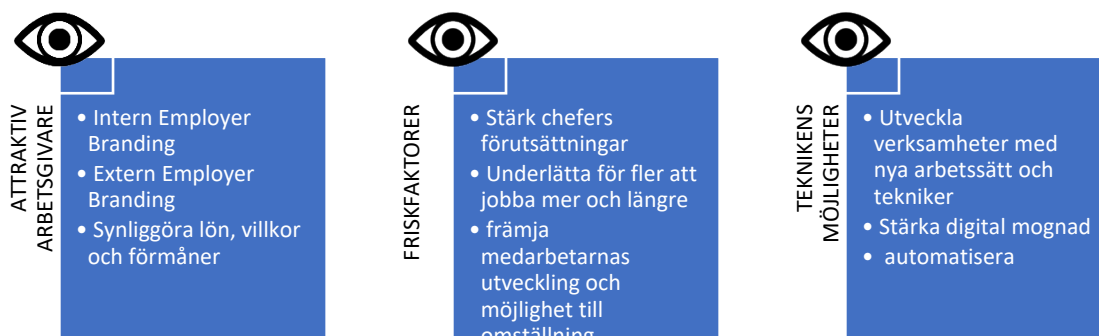 ATTRAKTIV
ARBETSGIVARE
• Intern Employer
Branding
• Extern Employer
Branding
• Synliggöra lön, villkor
och förmåner
FRISKFAKTORER
• Stärk chefers
förutsättningar
• Underlätta för fler att
jobba mer och längre
• främja
medarbetarnas
utveckling och
möjlighet till
omställning
TEKNIKENS
MÖJLIGHETER
• Utveckla
verksamheter med
nya arbetssätt och
tekniker
• Stärka digital mognad
• automatisera